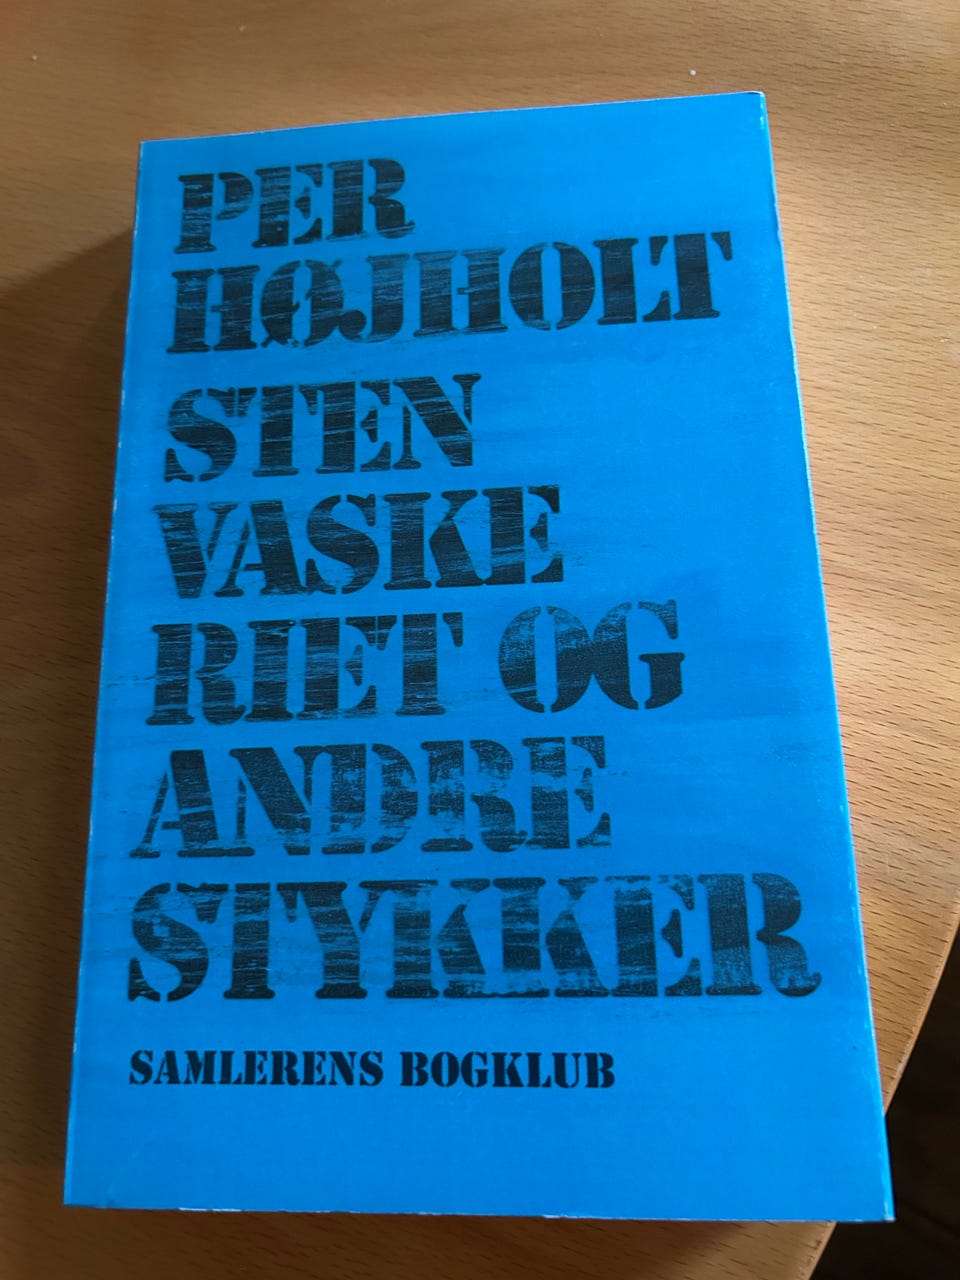 PER
HØJHOLT
STEN
VASKE
RIET OG
ANDRE
STYKKER
SAMLERENS BOGKLUB